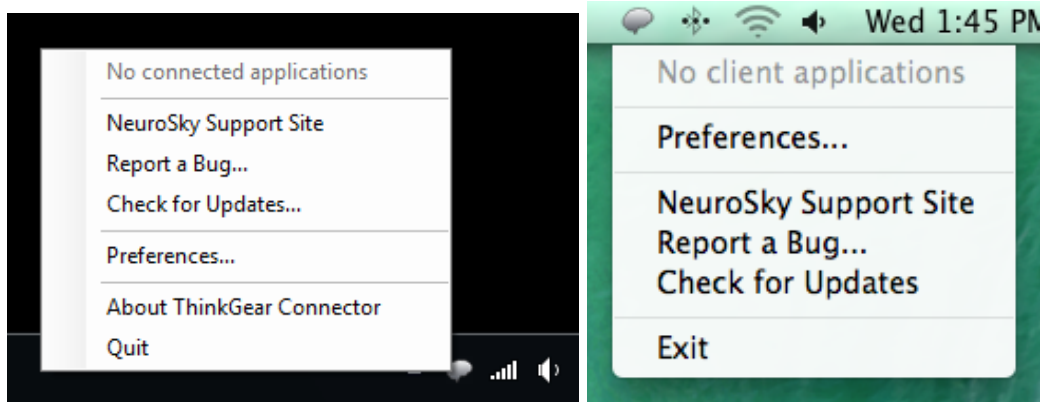 No connected applications
NeuroSky Support Site
Report a Bug...
Check for Updates...
Preferences...
About ThinkGear Connector
Quit
Wed 1:45 PM
No client applications
Preferences...
NeuroSky Support Site
Report a Bug...
Check for Updates
Exit